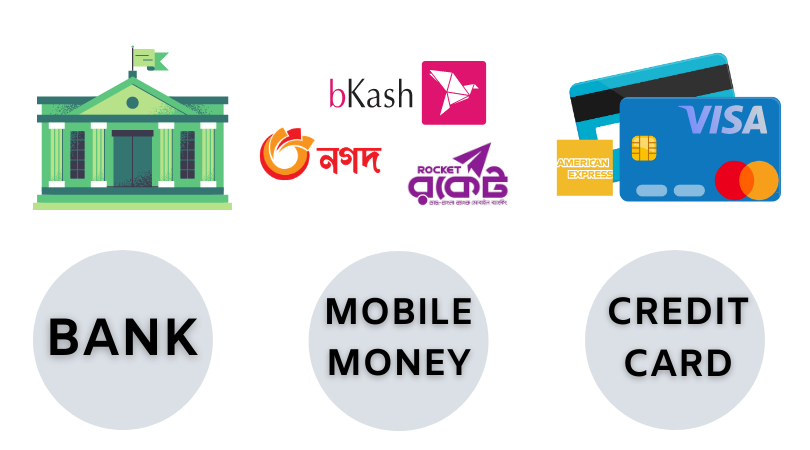 bKash
নগদ
ROCKET
রকেট
VISA
AMERICAN
EXPRESS
BANK
MOBILE
MONEY
CREDIT
CARD